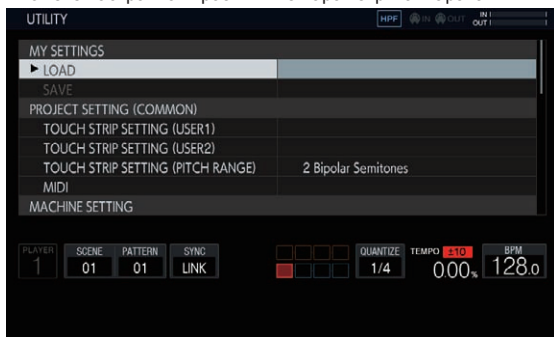 UTILITY HPF IN OUT IN OUT
MY SETTINGS
LOAD
SAVE
PROJECT SETTING (COMMON)
TOUCH STRIP SETTING (USER1)
TOUCH STRIP SETTING (USER2)
TOUCH STRIP SETTING (PITCH RANGE) 2 Bipolar Semitones
MIDI
MACHINE SETTING
PLAYER SCENE PATTERN SYNC QUANTIZE TEMPO ±10 BPM
1 01 01 LINK 1/4 0.00% 128.0